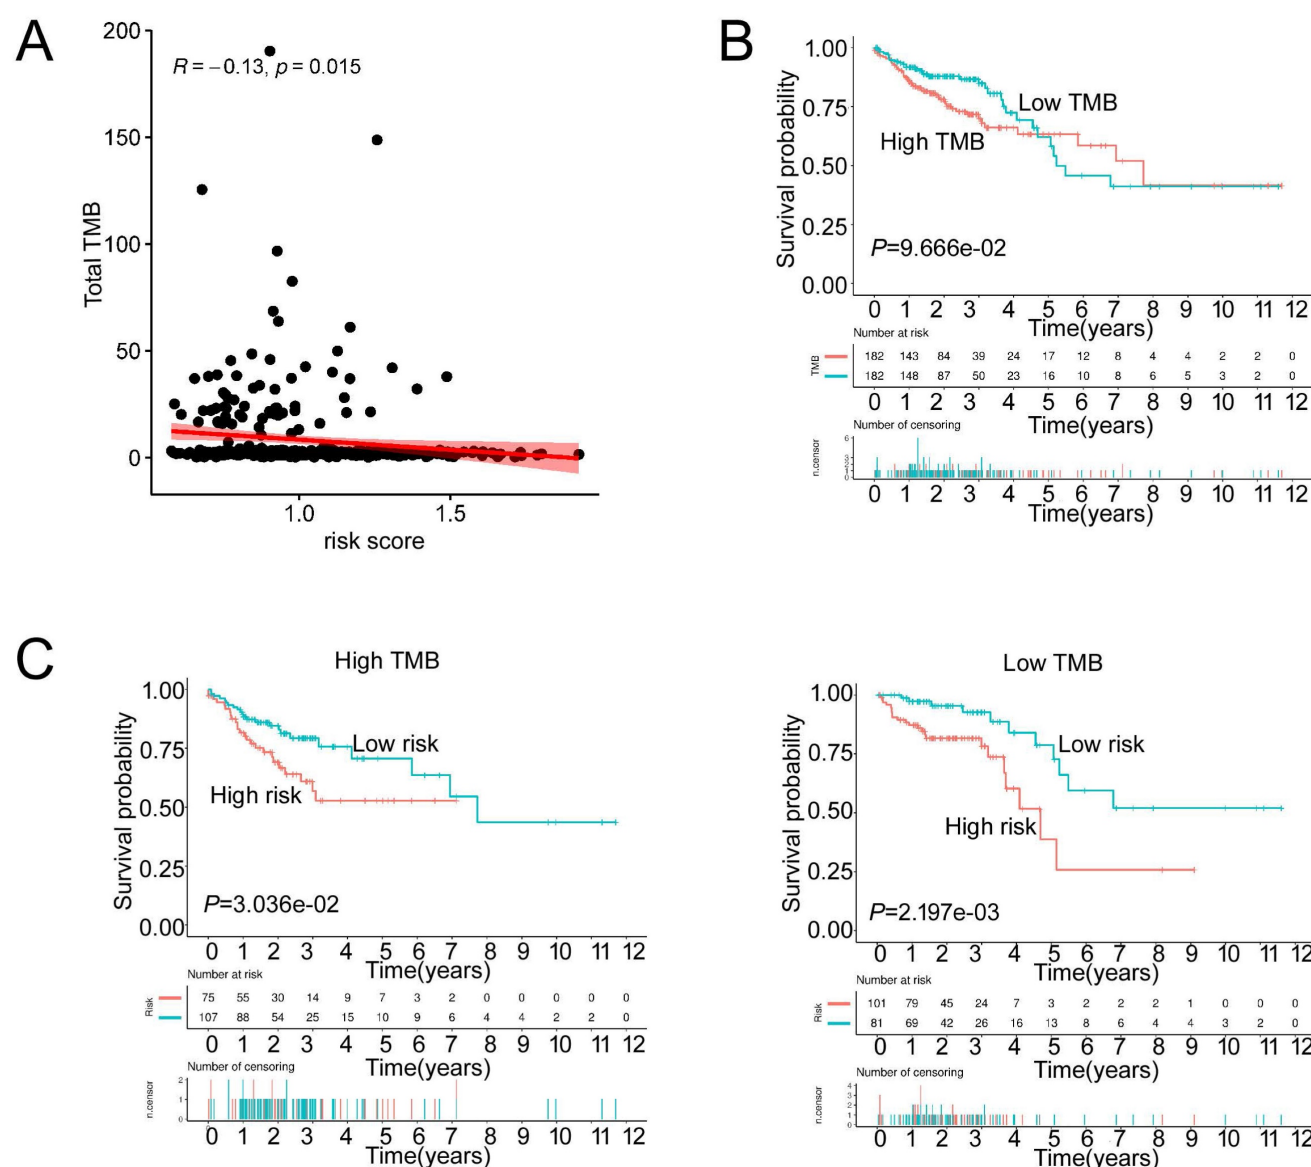 A
200
150
100
50
0
Total TMB
R = −0.13, p = 0.015
1.0 1.5
risk score
B
1.00
0.75
0.50
0.25
0.00
Survival probability
Low TMB
High TMB
P=9.666e-02
0 1 2 3 4 5 6 7 8 9 10 11 12
Time(years)
Number at risk
TMB
182 143 84 39 24 17 12 8 4 4 2 2 0
182 148 87 50 23 16 10 8 6 5 3 2 0
0 1 2 3 4 5 6 7 8 9 10 11 12
Time(years)
Number of censoring
n.censor
0 1 2 3 4 5 6 7 8 9 10 11 12
Time(years)
C
High TMB
1.00
0.75
0.50
0.25
0.00
Survival probability
Low risk
High risk
P=3.036e-02
0 1 2 3 4 5 6 7 8 9 10 11 12
Time(years)
Number at risk
Risk
75 55 30 14 9 7 3 2 0 0 0 0 0
107 88 54 25 15 10 9 6 4 4 2 2 0
0 1 2 3 4 5 6 7 8 9 10 11 12
Time(years)
Number of censoring
n.censor
2
1
0
0 1 2 3 4 5 6 7 8 9 10 11 12
Time(years)
Low TMB
1.00
0.75
0.50
0.25
0.00
Survival probability
Low risk
High risk
P=2.197e-03
0 1 2 3 4 5 6 7 8 9 10 11 12
Time(years)
Number at risk
Risk
101 79 45 24 7 3 2 2 2 1 0 0 0
81 69 42 26 16 13 8 6 4 4 3 2 0
0 1 2 3 4 5 6 7 8 9 10 11 12
Time(years)
Number of censoring
n.censor
4
3
2
1
0
0 1 2 3 4 5 6 7 8 9 10 11 12
Time(years)